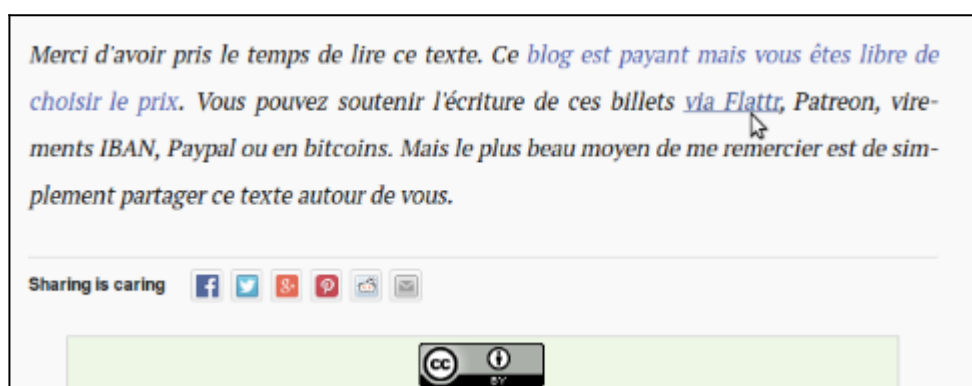 Merci d'avoir pris le temps de lire ce texte. Ce blog est payant mais vous êtes libre de
choisir le prix. Vous pouvez soutenir l'écriture de ces billets via Flattr, Patreon, vire-
ments IBAN, Paypal ou en bitcoins. Mais le plus beau moyen de me remercier est de sim-
plement partager ce texte autour de vous.
Sharing is caring
cc
BY